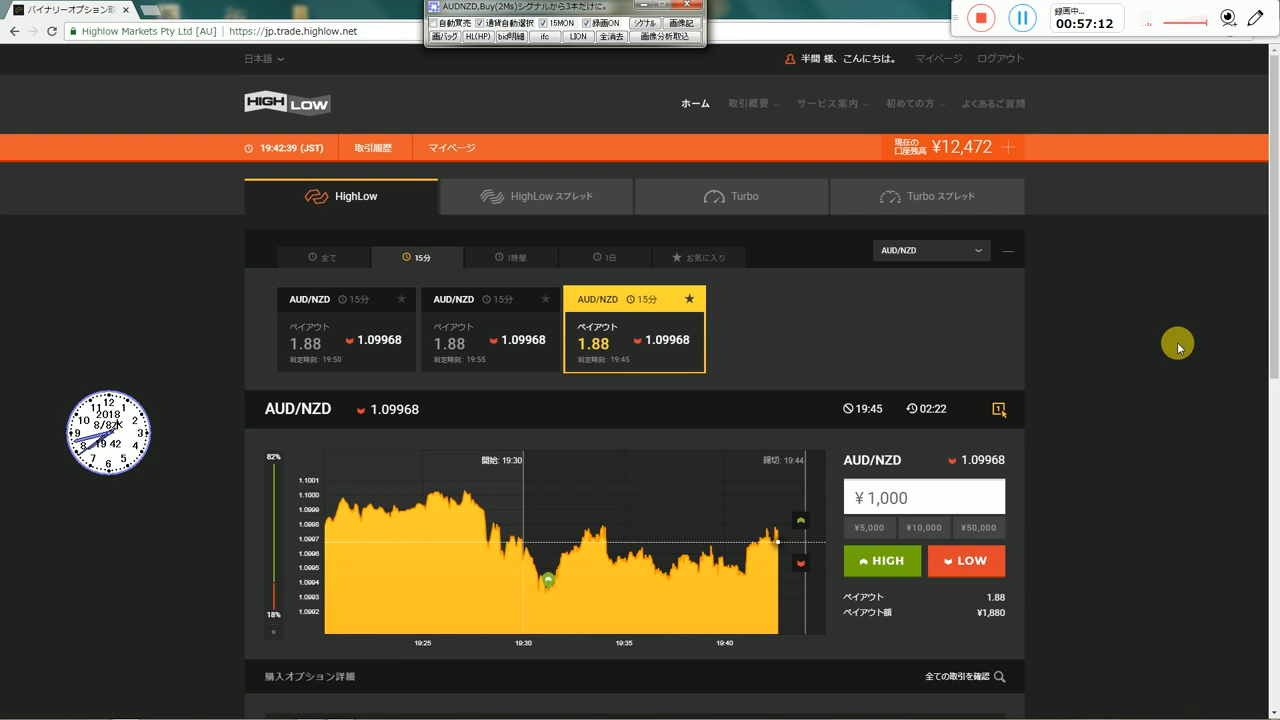 AUDNZD,Buy(2Ms)シグナルから3本だけに。
自動売買 通貨自動選択 15MON 録画ON シグナル 画像記
画バック HL(HP) bid明細 ifc LION 全消去 画像分析取込
録画中... 00:57:12
バイナリーオプション取
Highlow Markets Pty Ltd [AU] | https://jp.trade.highlow.net
日本語 半間 様、こんにちは。 マイページ ログアウト
HIGH LOW ホーム 取引概要 サービス案内 初めての方 よくあるご質問
19:42:39 (JST) 取引履歴 マイページ 現在の口座残高 ¥12,472
HighLow HighLow スプレッド Turbo Turbo スプレッド
全て 15分 1時間 1日 お気に入り AUD/NZD
AUD/NZD 15分 AUD/NZD 15分 AUD/NZD 15分
ペイアウト ペイアウト ペイアウト
1.88 1.09968 1.88 1.09968 1.88 1.09968
判定時刻: 19:50 判定時刻: 19:55 判定時刻: 19:45
AUD/NZD 1.09968 19:45 02:22
82% 開始: 19:30 締切: 19:44 AUD/NZD 1.09968
1.1001
1.1000
1.0999
1.0998
1.0997
1.0996
1.0995
1.0994
1.0993
1.0992
18%
19:25 19:30 19:35 19:40
¥ 1,000
¥5,000 ¥10,000 ¥50,000
HIGH LOW
ペイアウト 1.88
ペイアウト額 ¥1,880
購入オプション詳細 全ての取引を確認
12 1 2 3 4 5 6 7 8 9 10 11
2018
19 42